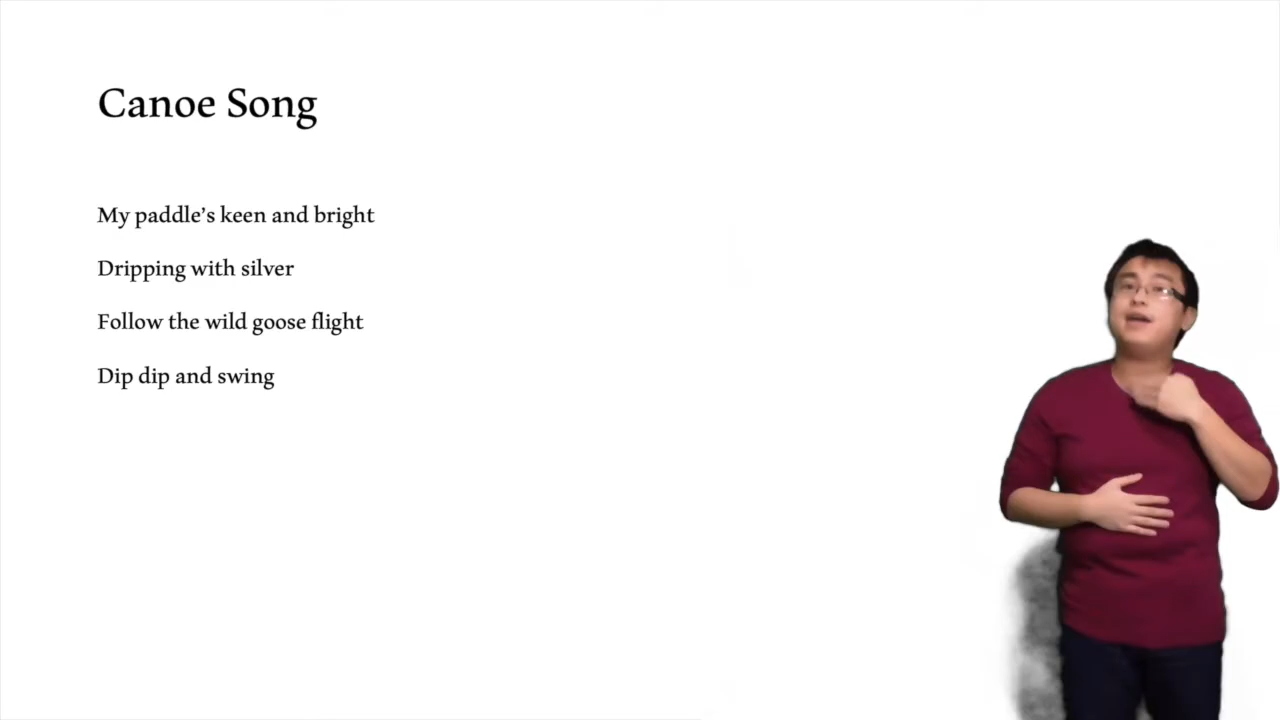 Canoe Song
My paddle’s keen and bright
Dripping with silver
Follow the wild goose flight
Dip dip and swing